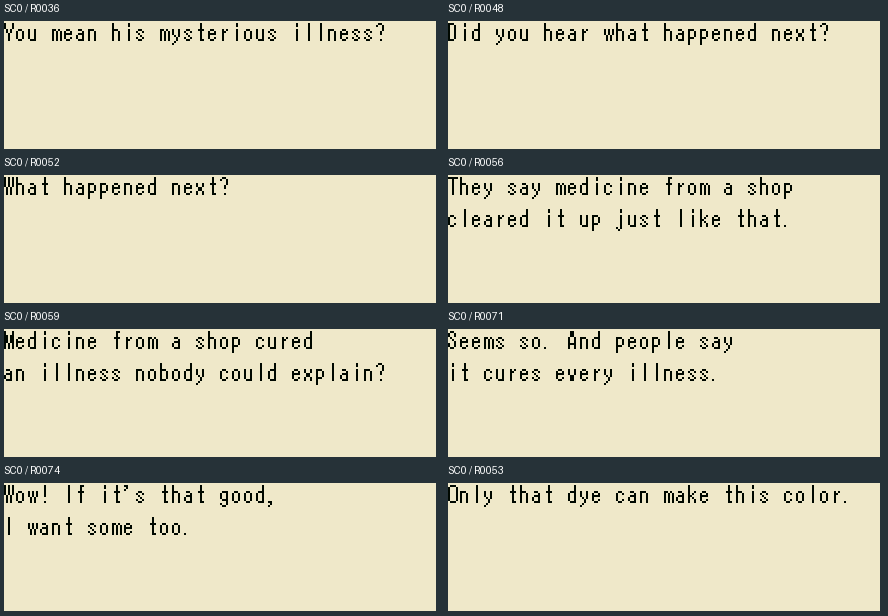 SC0 / R0036
You mean his mysterious illness?
SC0 / R0048
Did you hear what happened next?
SC0 / R0052
What happened next?
SC0 / R0056
They say medicine from a shop
cleared it up just like that.
SC0 / R0059
Medicine from a shop cured
an illness nobody could explain?
SC0 / R0071
Seems so. And people say
it cures every illness.
SC0 / R0074
Wow! If it's that good,
I want some too.
SC0 / R0053
Only that dye can make this color.